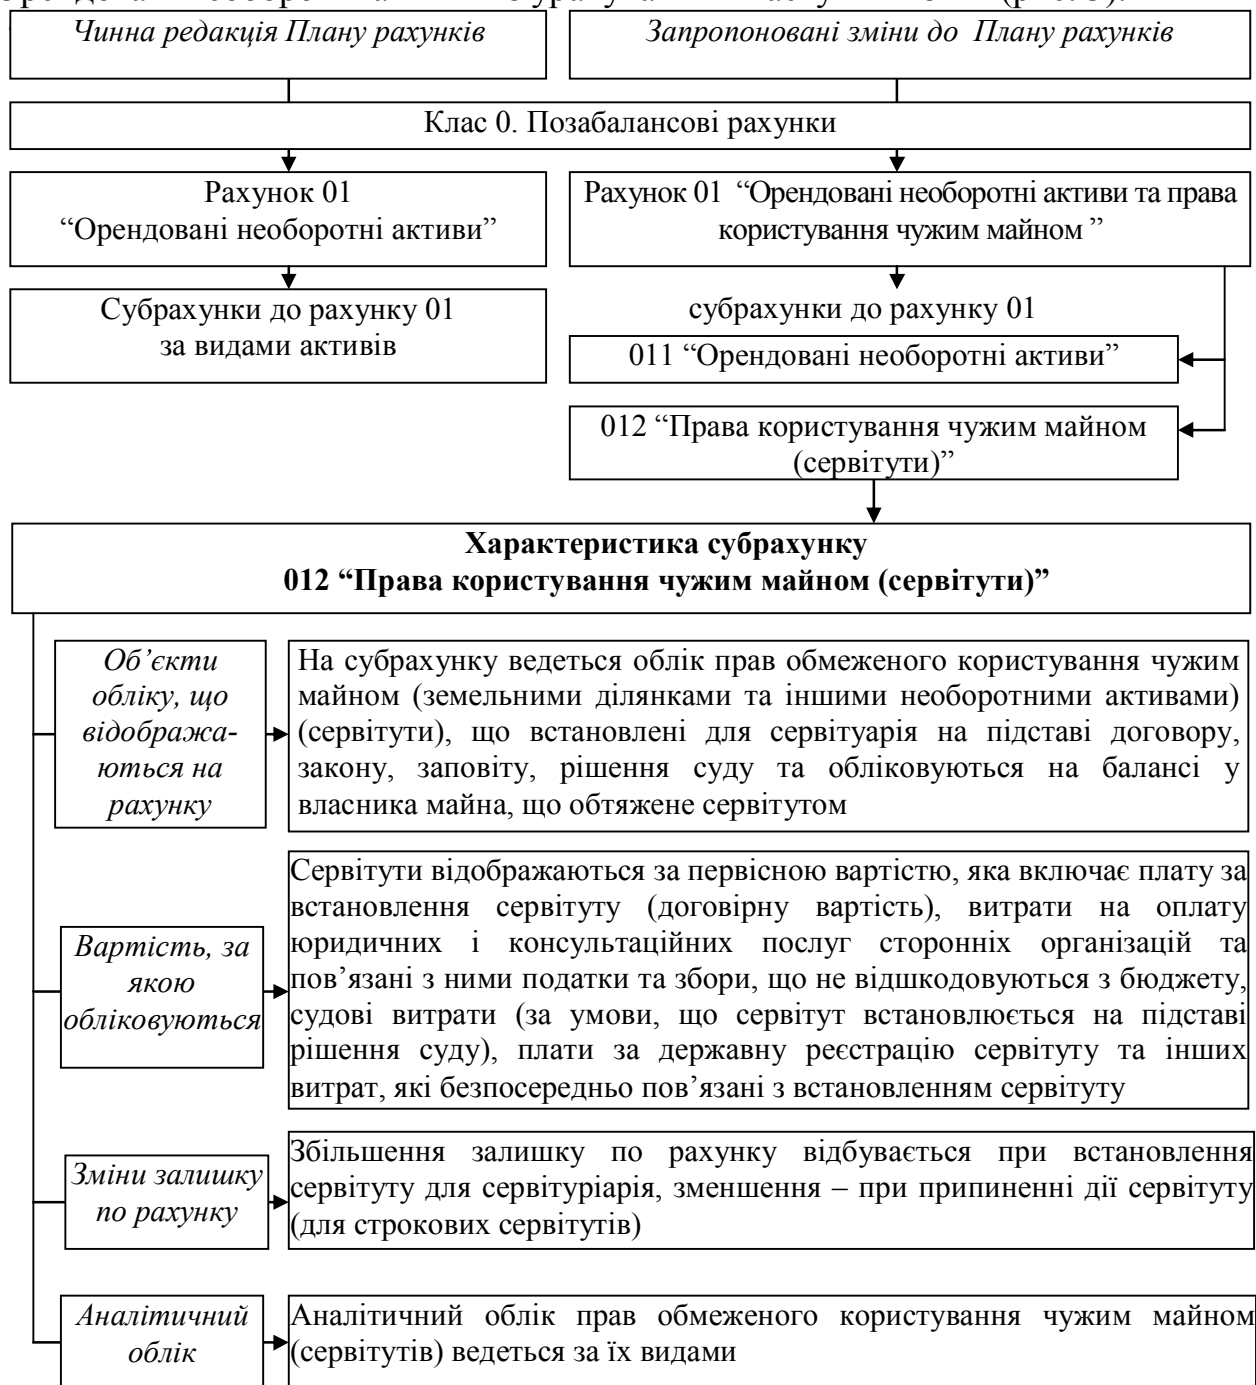 Чинна редакція Плану рахунків
Запропоновані зміни до Плану рахунків
Клас 0. Позабалансові рахунки
Рахунок 01
“Орендовані необоротні активи”
Рахунок 01 “Орендовані необоротні активи та права
користування чужим майном ”
Субрахунки до рахунку 01
за видами активів
субрахунки до рахунку 01
011 “Орендовані необоротні активи”
012 “Права користування чужим майном
(сервітути)”
Характеристика субрахунку
012 “Права користування чужим майном (сервітути)”
Об’єкти
обліку, що
відобража-
ються на
рахунку
На субрахунку ведеться облік прав обмеженого користування чужим
майном (земельними ділянками та іншими необоротними активами)
(сервітути), що встановлені для сервітуарія на підставі договору,
закону, заповіту, рішення суду та обліковуються на балансі у
власника майна, що обтяжене сервітутом
Вартість, за
якою
обліковуються
Сервітути відображаються за первісною вартістю, яка включає плату за
встановлення сервітуту (договірну вартість), витрати на оплату
юридичних і консультаційних послуг сторонніх організацій та
пов’язані з ними податки та збори, що не відшкодовуються з бюджету,
судові витрати (за умови, що сервітут встановлюється на підставі
рішення суду), плати за державну реєстрацію сервітуту та інших
витрат, які безпосередньо пов’язані з встановленням сервітуту
Зміни залишку
по рахунку
Збільшення залишку по рахунку відбувається при встановлення
сервітуту для сервітуріарія, зменшення – при припиненні дії сервітуту
(для строкових сервітутів)
Аналітичний
облік
Аналітичний облік прав обмеженого користування чужим майном
(сервітутів) ведеться за їх видами